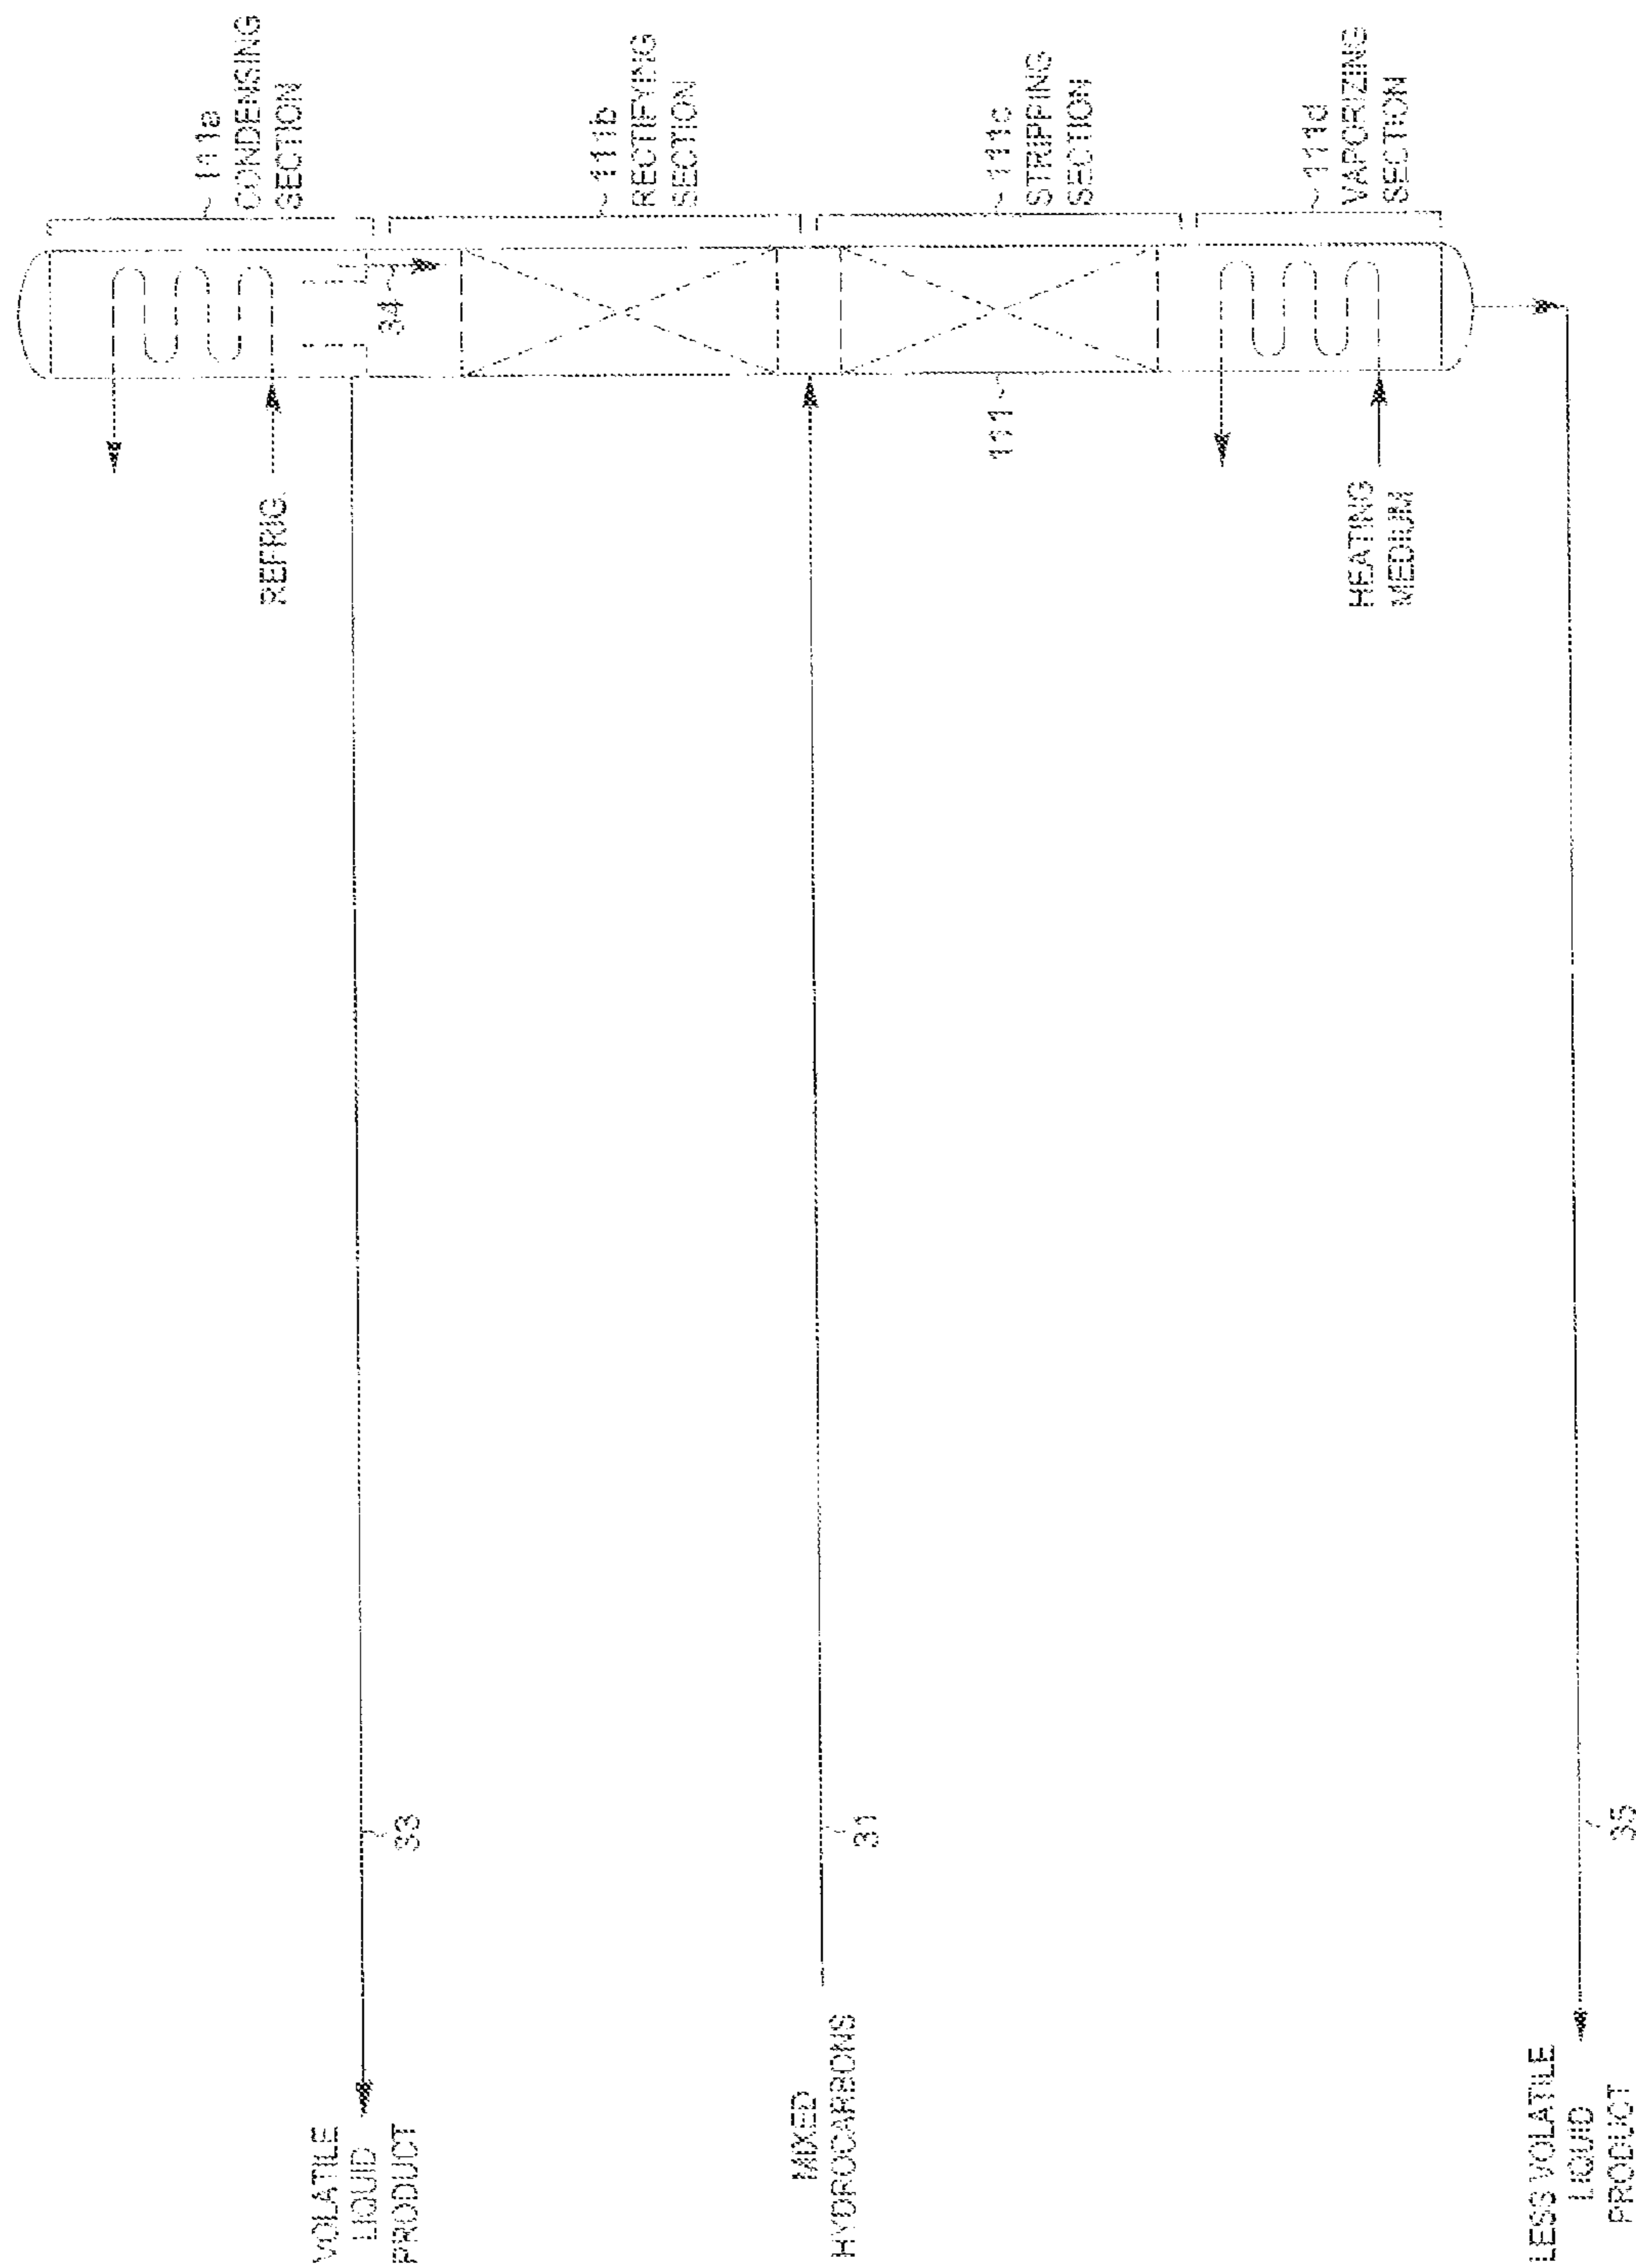 111a
CONDENSING
SECTION
111b
RECTIFYING
SECTION
111c
STRIPPING
SECTION
111d
VAPORIZING
SECTION
34
REFRIG.
111
HEATING
MEDIUM
33
31
35
VOLATILE
LIQUID
PRODUCT
MIXED
HYDROCARBONS
LESS VOLATILE
LIQUID
PRODUCT